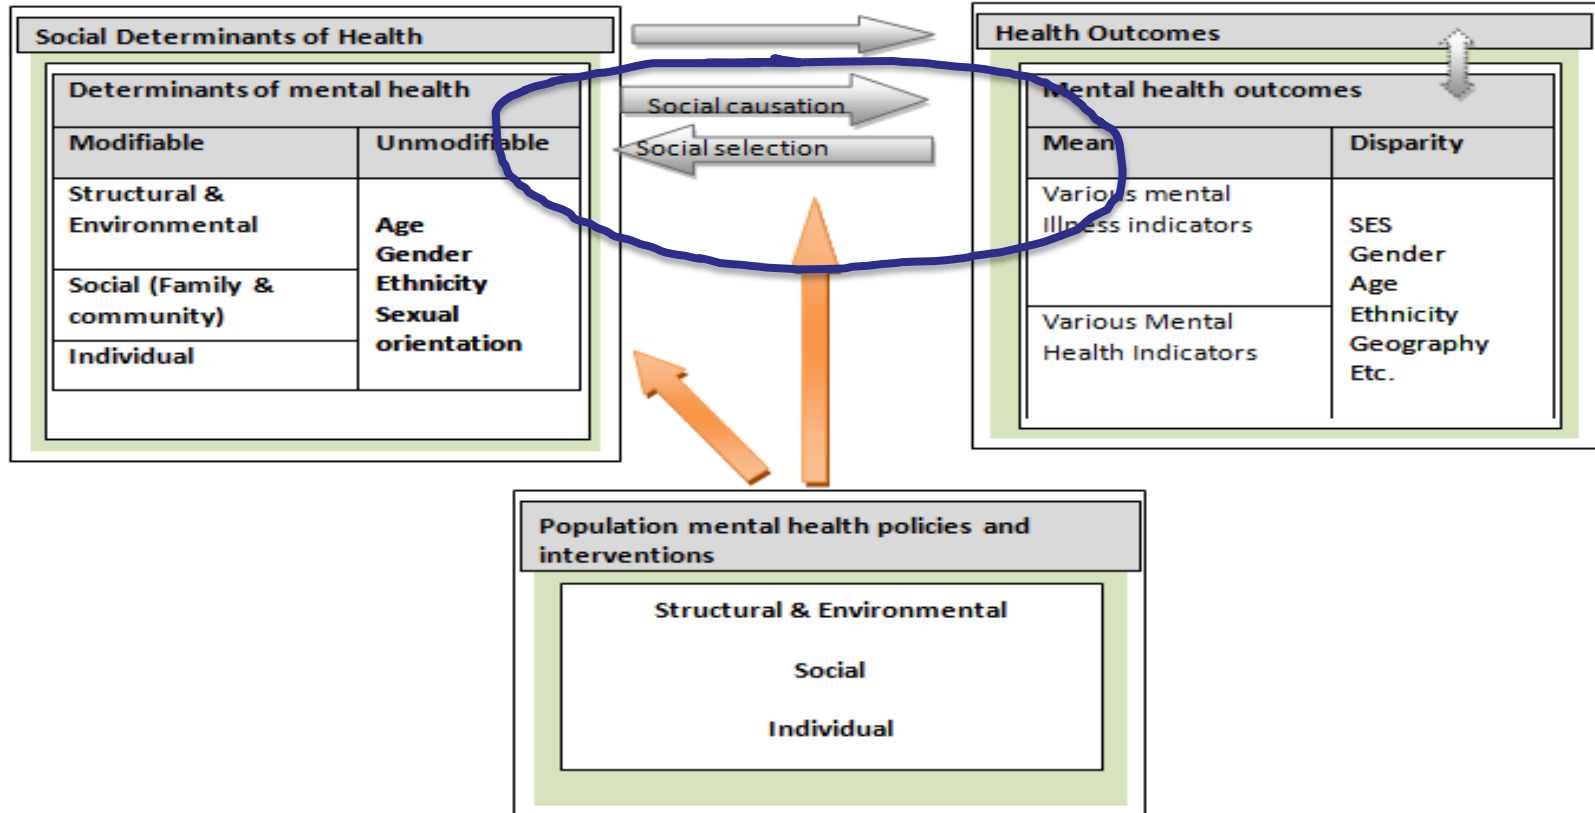 Social Determinants of Health
Determinants of mental health
Modifiable
Unmodifiable
Structural &
Environmental
Social (Family &
community)
Individual
Age
Gender
Ethnicity
Sexual
orientation
Social causation
Social selection
Health Outcomes
Mental health outcomes
Mean
Disparity
Various mental
Illness indicators
Various Mental
Health Indicators
SES
Gender
Age
Ethnicity
Geography
Etc.
Population mental health policies and
interventions
Structural & Environmental
Social
Individual